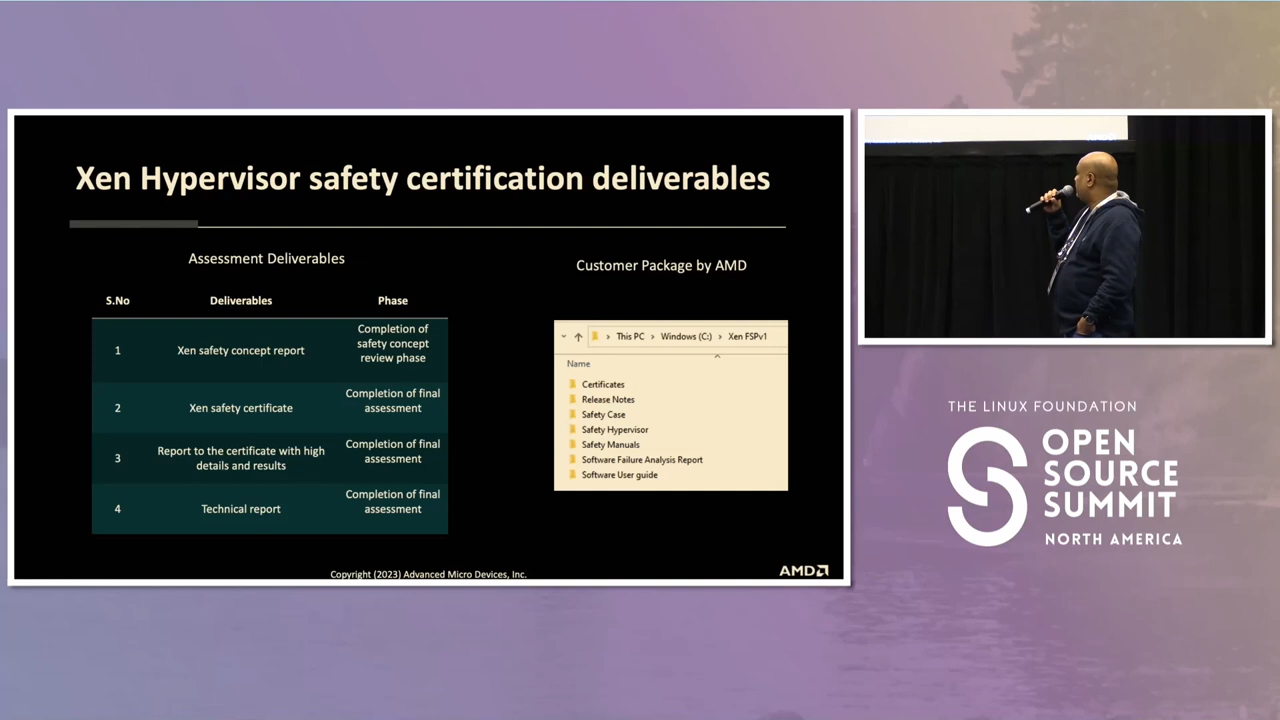 Xen Hypervisor safety certification deliverables
Assessment Deliverables
S.No Deliverables Phase
1 Xen safety concept report Completion of
safety concept
review phase
2 Xen safety certificate Completion of final
assessment
3 Report to the certificate with high
details and results Completion of final
assessment
4 Technical report Completion of final
assessment
Customer Package by AMD
This PC > Windows (C:) > Xen FSPv1
Name
Certificates
Release Notes
Safety Case
Safety Hypervisor
Safety Manuals
Software Failure Analysis Report
Software User guide
Copyright (2023) Advanced Micro Devices, Inc.
AMD
THE LINUX FOUNDATION
OPEN
SOURCE
SUMMIT
NORTH AMERICA